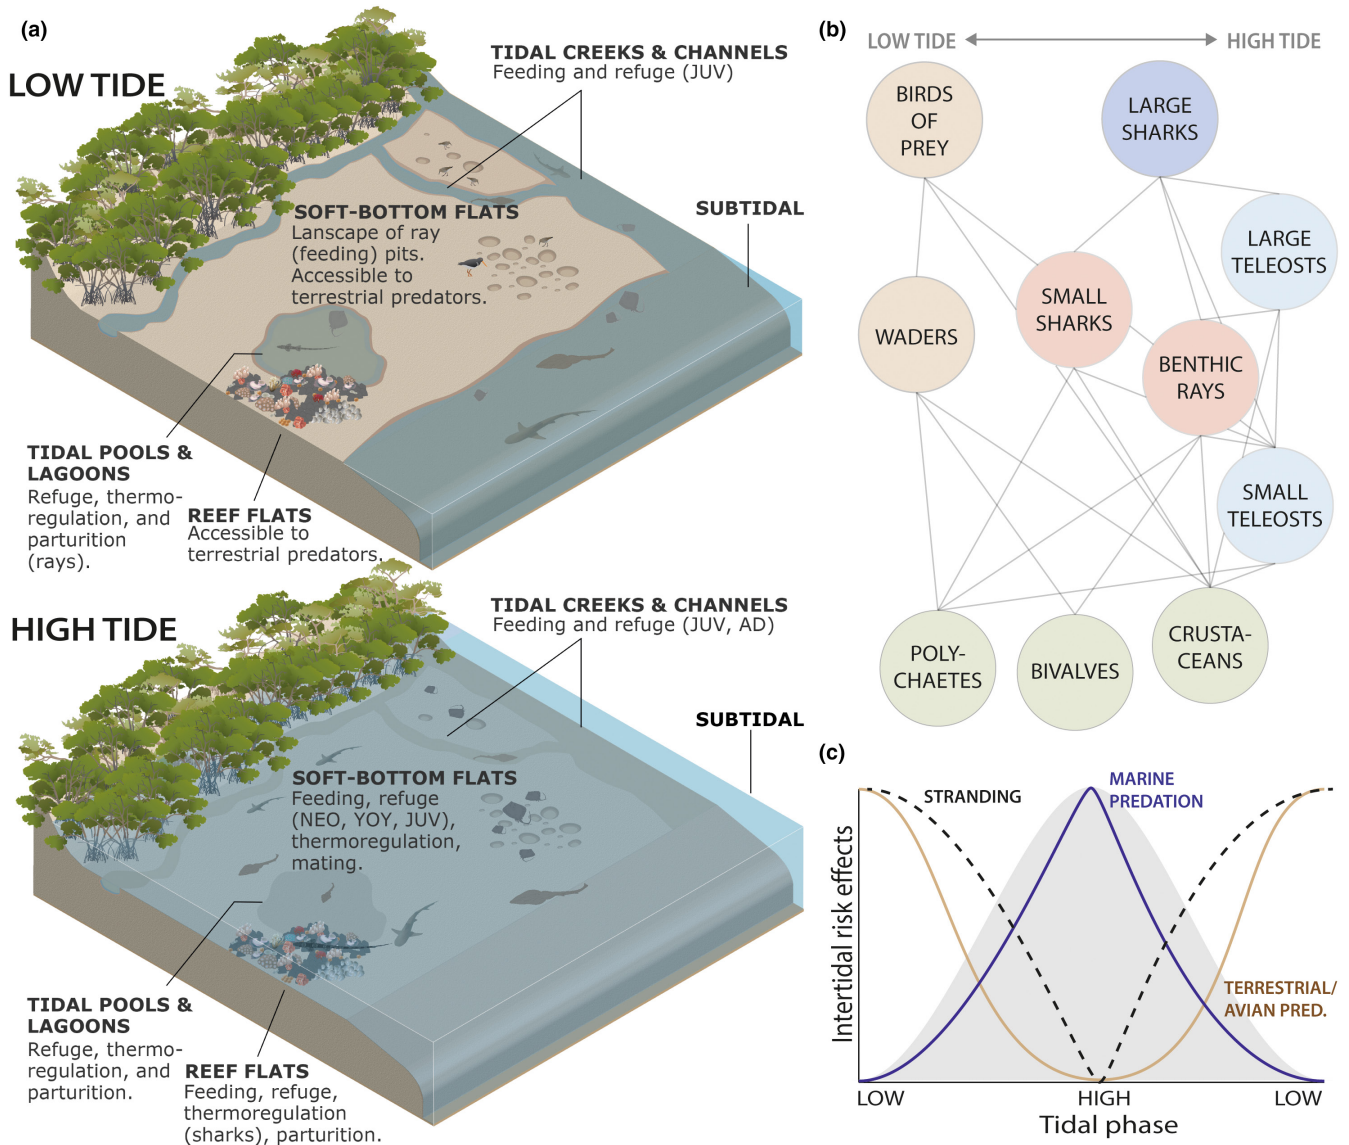 (a)
LOW TIDE
TIDAL CREEKS & CHANNELS
Feeding and refuge (JUV)
SOFT-BOTTOM FLATS
Lanscape of ray
(feeding) pits.
Accessible to
terrestrial predators.
SUBTIDAL
TIDAL POOLS &
LAGOONS
Refuge, thermo-
regulation, and
parturition
(rays).
REEF FLATS
Accessible to
terrestrial predators.
HIGH TIDE
TIDAL CREEKS & CHANNELS
Feeding and refuge (JUV, AD)
SUBTIDAL
SOFT-BOTTOM FLATS
Feeding, refuge
(NEO, YOY, JUV),
thermoregulation,
mating.
TIDAL POOLS &
LAGOONS
Refuge, thermo-
regulation, and
parturition.
REEF FLATS
Feeding, refuge,
thermoregulation
(sharks), parturition.
(b)
LOW TIDE
HIGH TIDE
BIRDS
OF
PREY
LARGE
SHARKS
LARGE
TELEOSTS
WADERS
SMALL
SHARKS
BENTHIC
RAYS
SMALL
TELEOSTS
POLY-
CHAETES
BIVALVES
CRUSTA-
CEANS
(c)
Intertidal risk effects
STRANDING
MARINE
PREDATION
TERRESTRIAL/
AVIAN PRED.
LOW
HIGH
LOW
Tidal phase